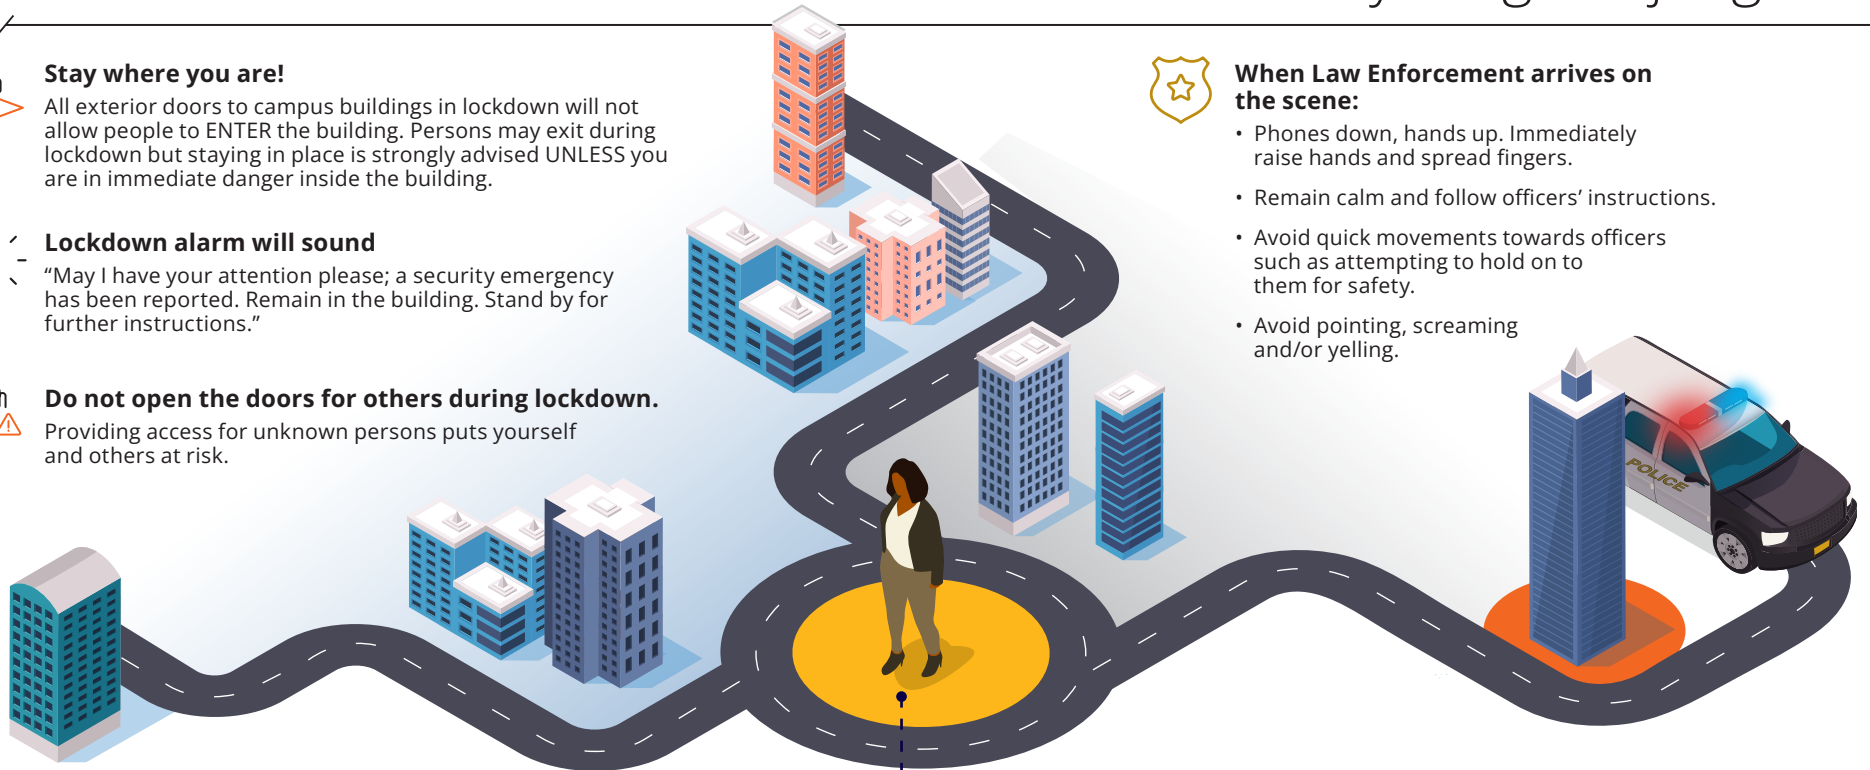 Stay where you are!
All exterior doors to campus buildings in lockdown will not
allow people to ENTER the building. Persons may exit during
lockdown but staying in place is strongly advised UNLESS you
are in immediate danger inside the building.
Lockdown alarm will sound
“May I have your attention please; a security emergency
has been reported. Remain in the building. Stand by for
further instructions.”
Do not open the doors for others during lockdown.
Providing access for unknown persons puts yourself
and others at risk.
When Law Enforcement arrives on
the scene:
• Phones down, hands up. Immediately
raise hands and spread fingers.
• Remain calm and follow officers’ instructions.
• Avoid quick movements towards officers
such as attempting to hold on to
them for safety.
• Avoid pointing, screaming
and/or yelling.
POLICE